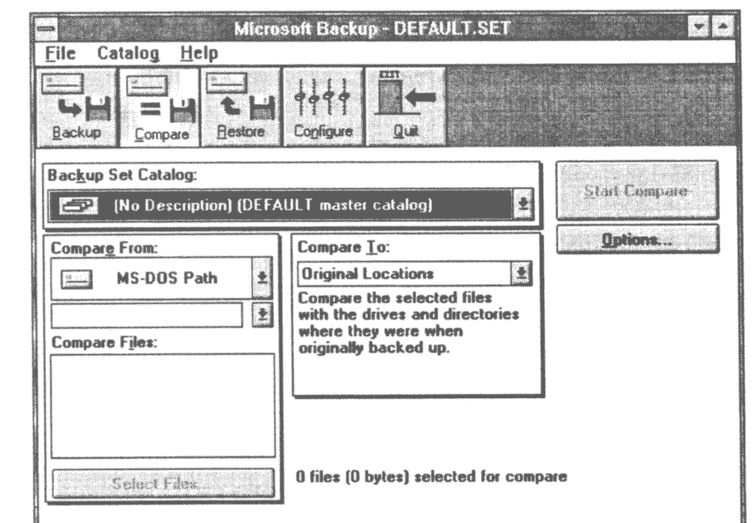 Microsoft Backup - DEFAULT.SET
File Catalog Help
Backup Compare Restore Configure EXIT Quit
Backup Set Catalog:
(No Description) (DEFAULT master catalog)
Start Compare
Options...
Compare From:
MS-DOS Path
Compare To:
Original Locations
Compare the selected files
with the drives and directories
where they were when
originally backed up.
Compare Files:
Select Files...
0 files (0 bytes) selected for compare